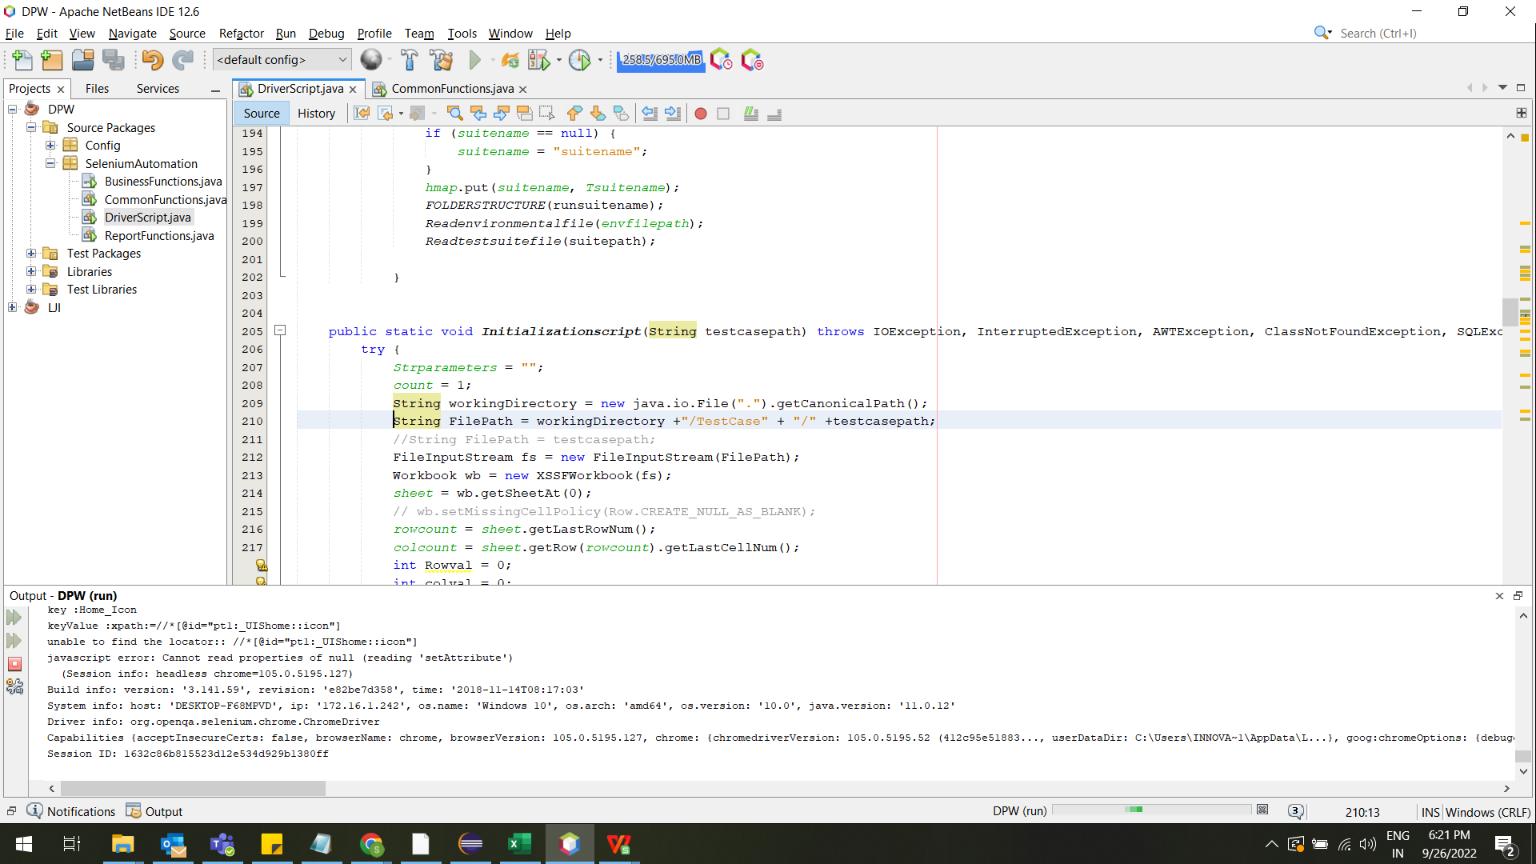 DPW - Apache NetBeans IDE 12.6
File Edit View Navigate Source Refactor Run Debug Profile Team Tools Window Help
Search (Ctrl+I)
<default config>
258.5/695.0MB
Projects Files Services
DriverScript.java CommonFunctions.java
Source History
DPW
Source Packages
Config
SeleniumAutomation
BusinessFunctions.java
CommonFunctions.java
DriverScript.java
ReportFunctions.java
Test Packages
Libraries
Test Libraries
IJI
194 if (suitename == null) {
195 suitename = "suitename";
196 }
197 hmap.put(suitename, Tsuitename);
198 FOLDERSTRUCTURE(runsuitename);
199 Readenvironmentalfile(envfilepath);
200 Readtestsuitefile(suitepath);
201
202 }
203
204
205 public static void Initializationscript(String testcasepath) throws IOException, InterruptedException, AWTException, ClassNotFoundException, SQLExc
206 try {
207 Strparameters = "";
208 count = 1;
209 String workingDirectory = new java.io.File(".").getCanonicalPath();
210 String FilePath = workingDirectory +"/TestCase" + "/" +testcasepath;
211 //String FilePath = testcasepath;
212 FileInputStream fs = new FileInputStream(FilePath);
213 Workbook wb = new XSSFWorkbook(fs);
214 sheet = wb.getSheetAt(0);
215 // wb.setMissingCellPolicy(Row.CREATE_NULL_AS_BLANK);
216 rowcount = sheet.getLastRowNum();
217 colcount = sheet.getRow(rowcount).getLastCellNum();
int Rowval = 0;
int colval = 0;
Output - DPW (run)
key :Home_Icon
keyValue :xpath:=//*[@id="pt1:_UIShome::icon"]
unable to find the locator:: //*[@id="pt1:_UIShome::icon"]
javascript error: Cannot read properties of null (reading 'setAttribute')
(Session info: headless chrome=105.0.5195.127)
Build info: version: '3.141.59', revision: 'e82be7d358', time: '2018-11-14T08:17:03'
System info: host: 'DESKTOP-F68MPVD', ip: '172.16.1.242', os.name: 'Windows 10', os.arch: 'amd64', os.version: '10.0', java.version: '11.0.12'
Driver info: org.openqa.selenium.chrome.ChromeDriver
Capabilities {acceptInsecureCerts: false, browserName: chrome, browserVersion: 105.0.5195.127, chrome: {chromedriverVersion: 105.0.5195.52 (412c95e51883..., userDataDir: C:\Users\INNOVA~1\AppData\L...}, goog:chromeOptions: {debug
Session ID: 1632c86b815523d12e534d929b1380ff
Notifications Output
DPW (run) 3 210:13 INS Windows (CRLF)
ENG 6:21 PM
IN 9/26/2022 2